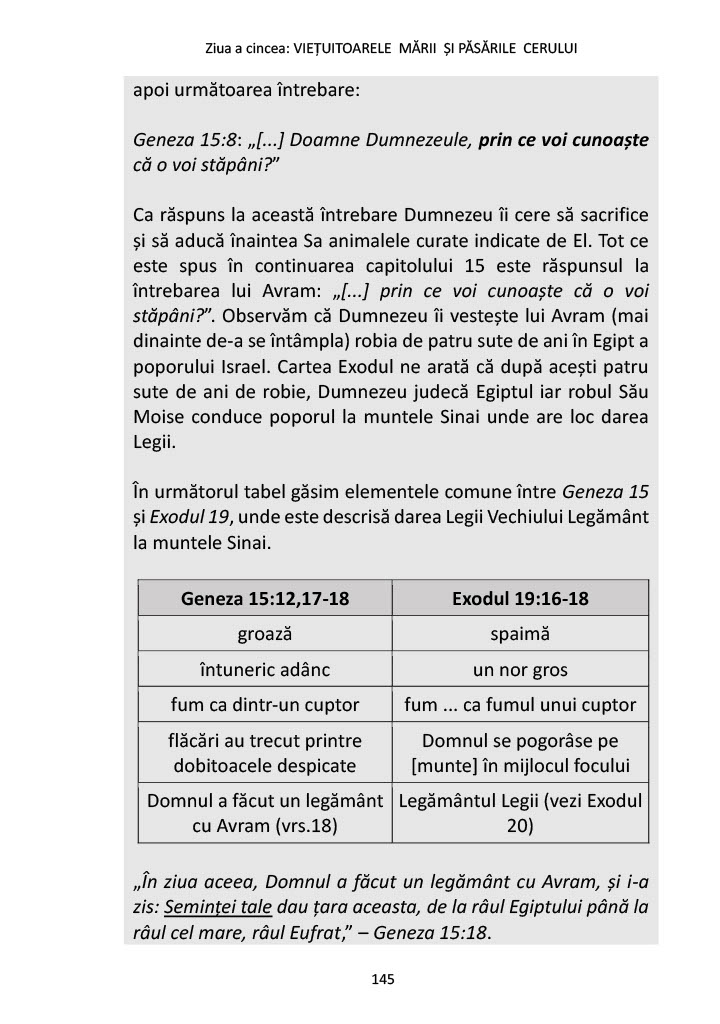 Ziua a cincea: VIEȚUITOARELE MĂRII ȘI PĂSĂRILE CERULUI
apoi următoarea întrebare:
Geneza 15:8: „[...] Doamne Dumnezeule, prin ce voi cunoaște
că o voi stăpâni?”
Ca răspuns la această întrebare Dumnezeu îi cere să sacrifice
și să aducă înaintea Sa animalele curate indicate de El. Tot ce
este spus în continuarea capitolului 15 este răspunsul la
întrebarea lui Avram: „[...] prin ce voi cunoaște că o voi
stăpâni?”. Observăm că Dumnezeu îi vestește lui Avram (mai
dinainte de-a se întâmpla) robia de patru sute de ani în Egipt a
poporului Israel. Cartea Exodul ne arată că după acești patru
sute de ani de robie, Dumnezeu judecă Egiptul iar robul Său
Moise conduce poporul la muntele Sinai unde are loc darea
Legii.
În următorul tabel găsim elementele comune între Geneza 15
și Exodul 19, unde este descrisă darea Legii Vechiului Legământ
la muntele Sinai.
Geneza 15:12,17-18 Exodul 19:16-18
groază spaimă
întuneric adânc un nor gros
fum ca dintr-un cuptor fum ... ca fumul unui cuptor
flăcări au trecut printre Domnul se pogorâse pe
dobitoacele despicate [munte] în mijlocul focului
Domnul a făcut un legământ Legământul Legii (vezi Exodul
cu Avram (vrs.18) 20)
„În ziua aceea, Domnul a făcut un legământ cu Avram, și i-a
zis: Seminței tale dau țara aceasta, de la râul Egiptului până la
râul cel mare, râul Eufrat,” – Geneza 15:18.
145